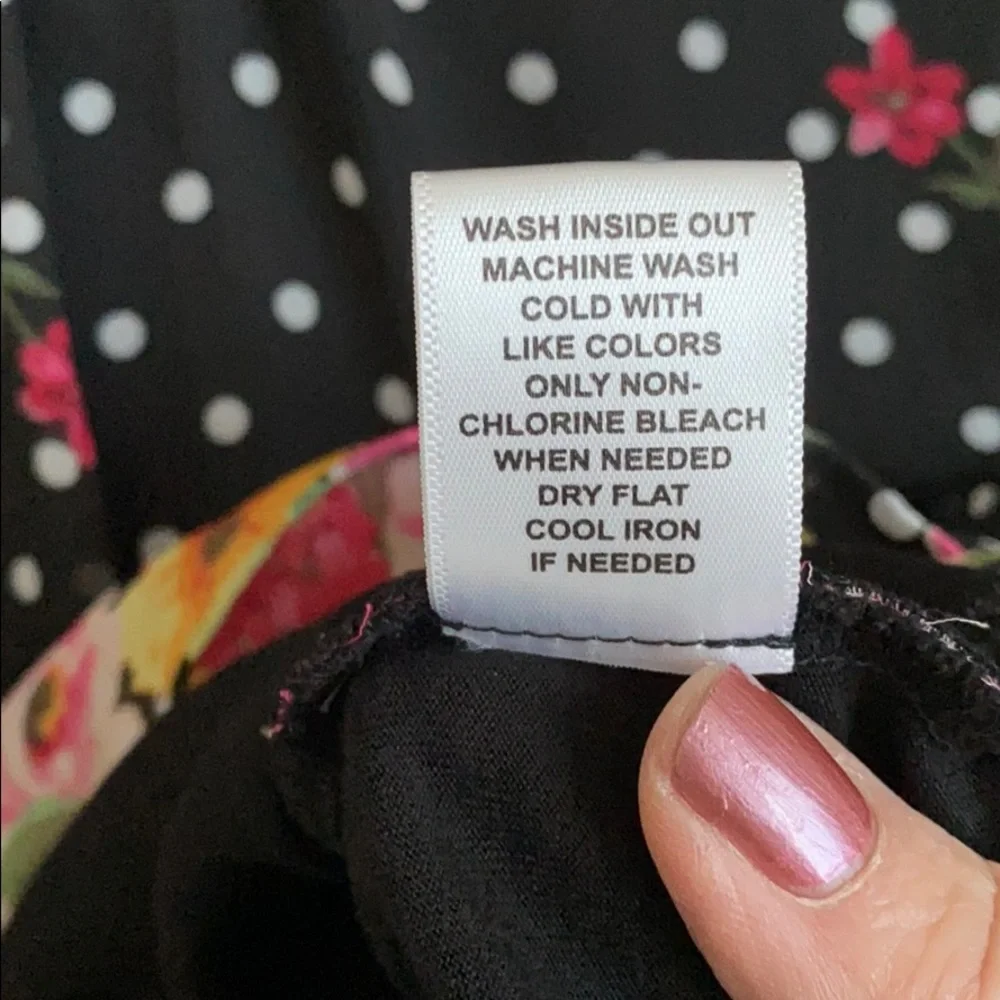 WASH INSIDE OUT
MACHINE WASH
COLD WITH
LIKE COLORS
ONLY NON-
CHLORINE BLEACH
WHEN NEEDED
DRY FLAT
COOL IRON
IF NEEDED